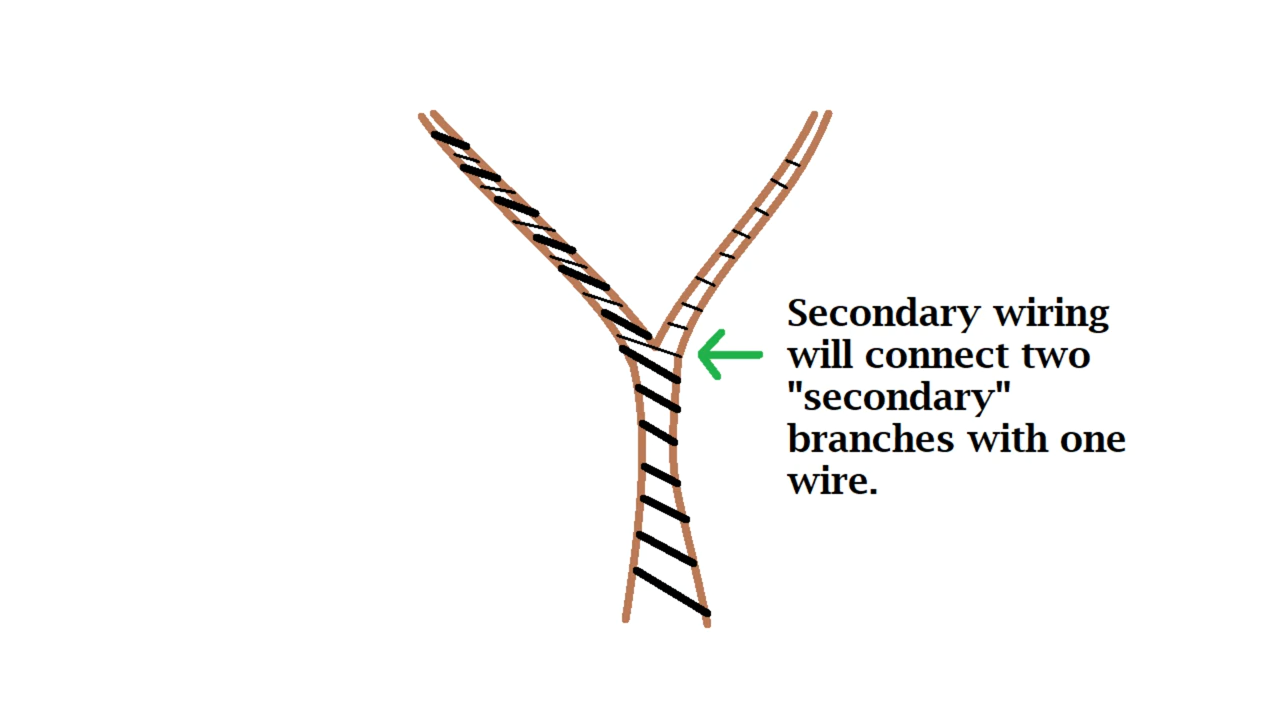 Secondary wiring
will connect two
"secondary"
branches with one
wire.